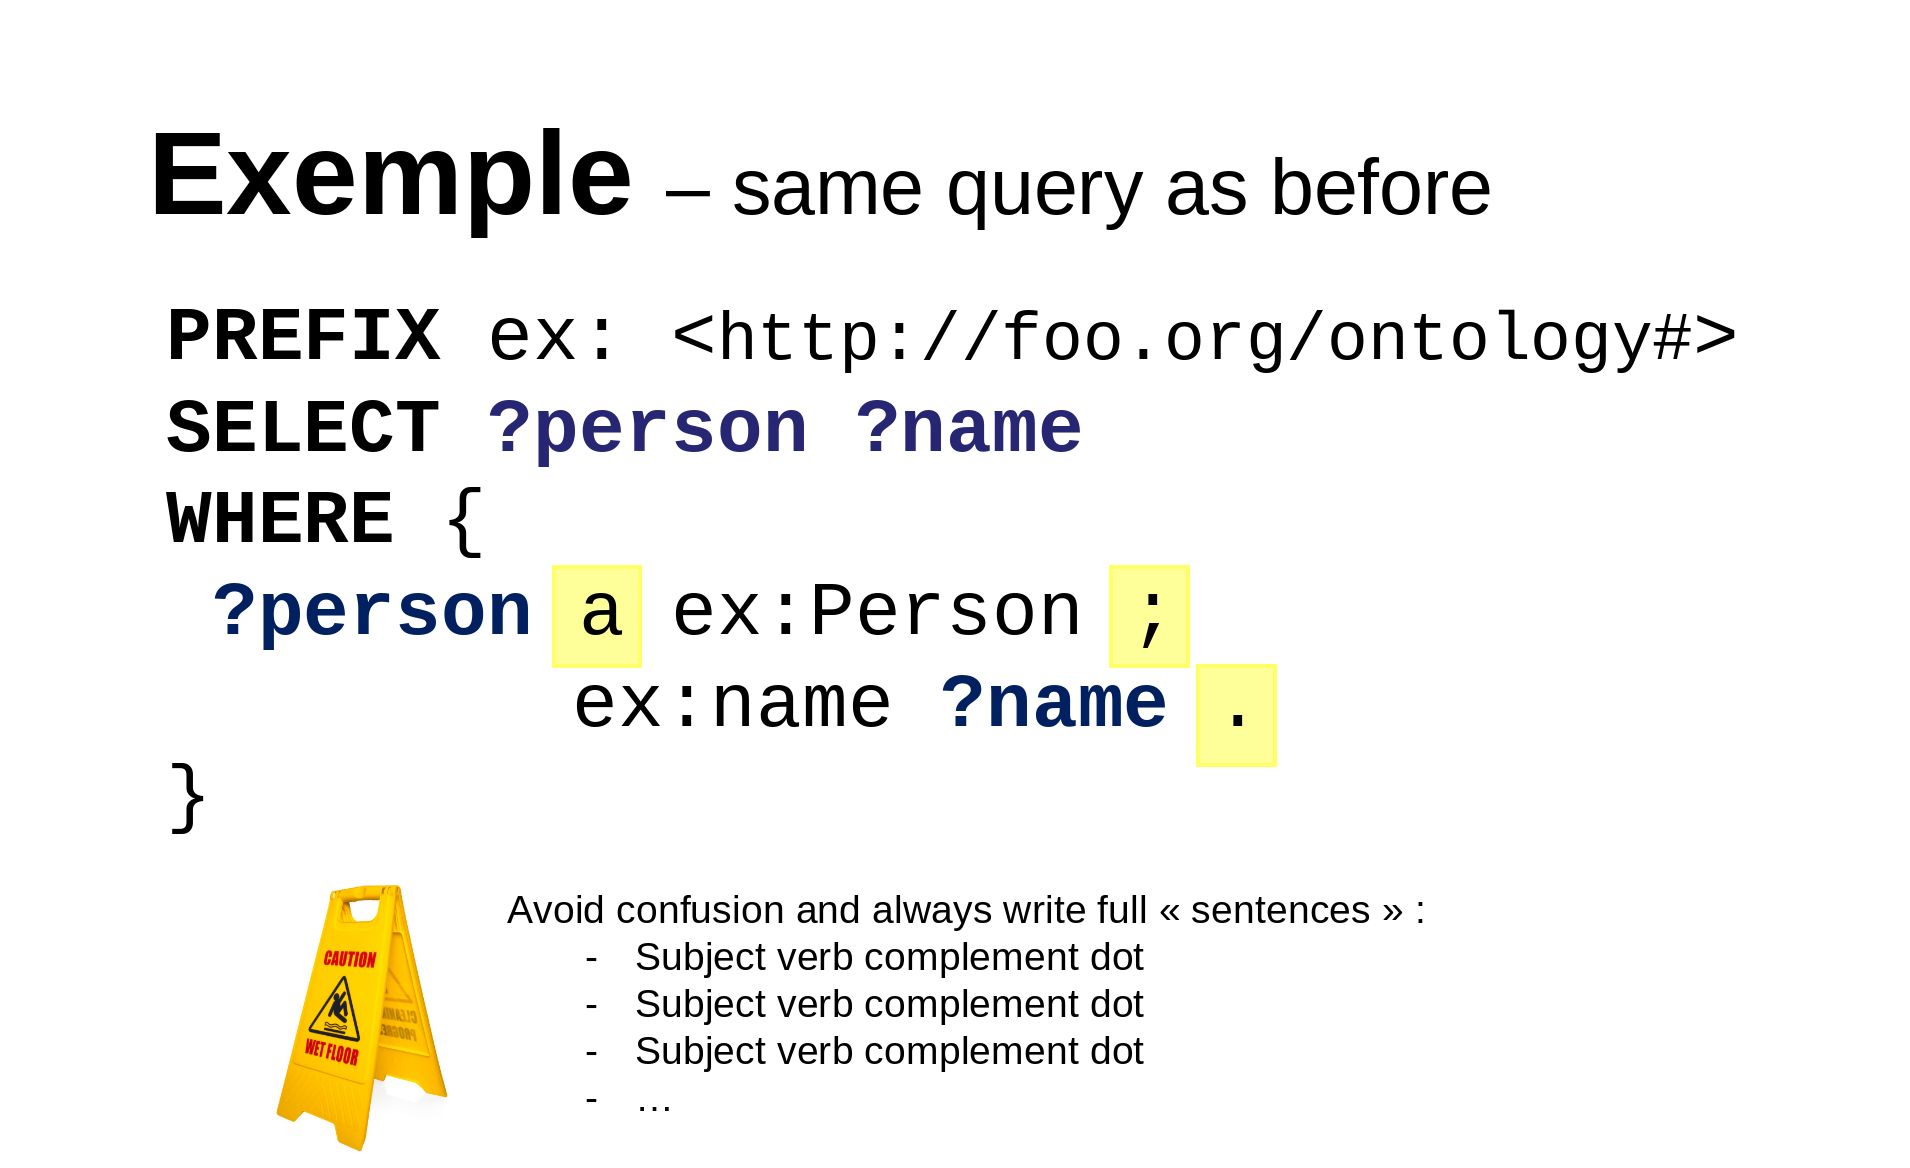 Exemple – same query as before
PREFIX ex: <http://foo.org/ontology#>
SELECT ?person ?name
WHERE {
?person a ex:Person ;
ex:name ?name .
}
Avoid confusion and always write full « sentences » :
- Subject verb complement dot
- Subject verb complement dot
- Subject verb complement dot
- …
CAUTION
WET FLOOR